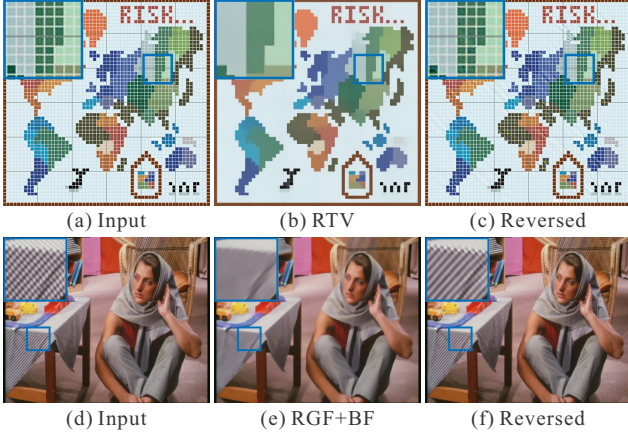 RISK...
RISK...
RISK...
(a) Input
(b) RTV
(c) Reversed
(d) Input
(e) RGF+BF
(f) Reversed